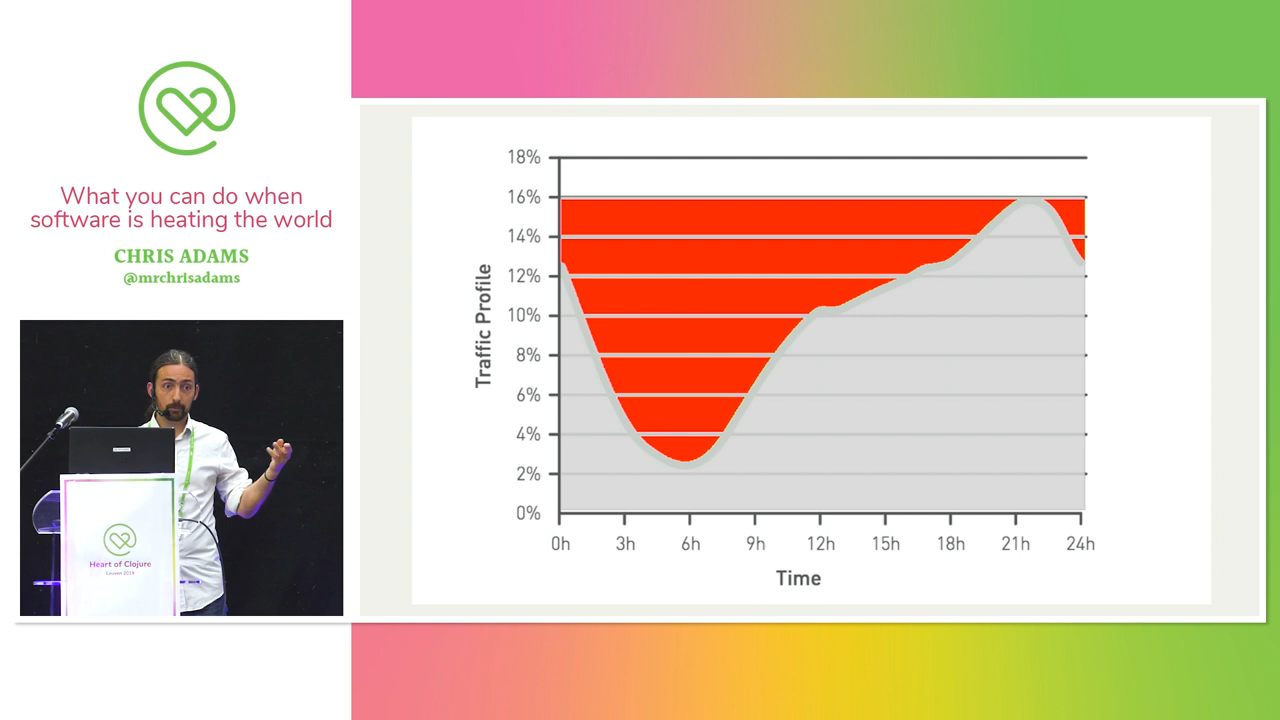 What you can do when
software is heating the world
CHRIS ADAMS
@mrchrisadams
Heart of Clojure
Leuven 2019
18%
16%
14%
12%
10%
8%
6%
4%
2%
0%
Traffic Profile
0h 3h 6h 9h 12h 15h 18h 21h 24h
Time